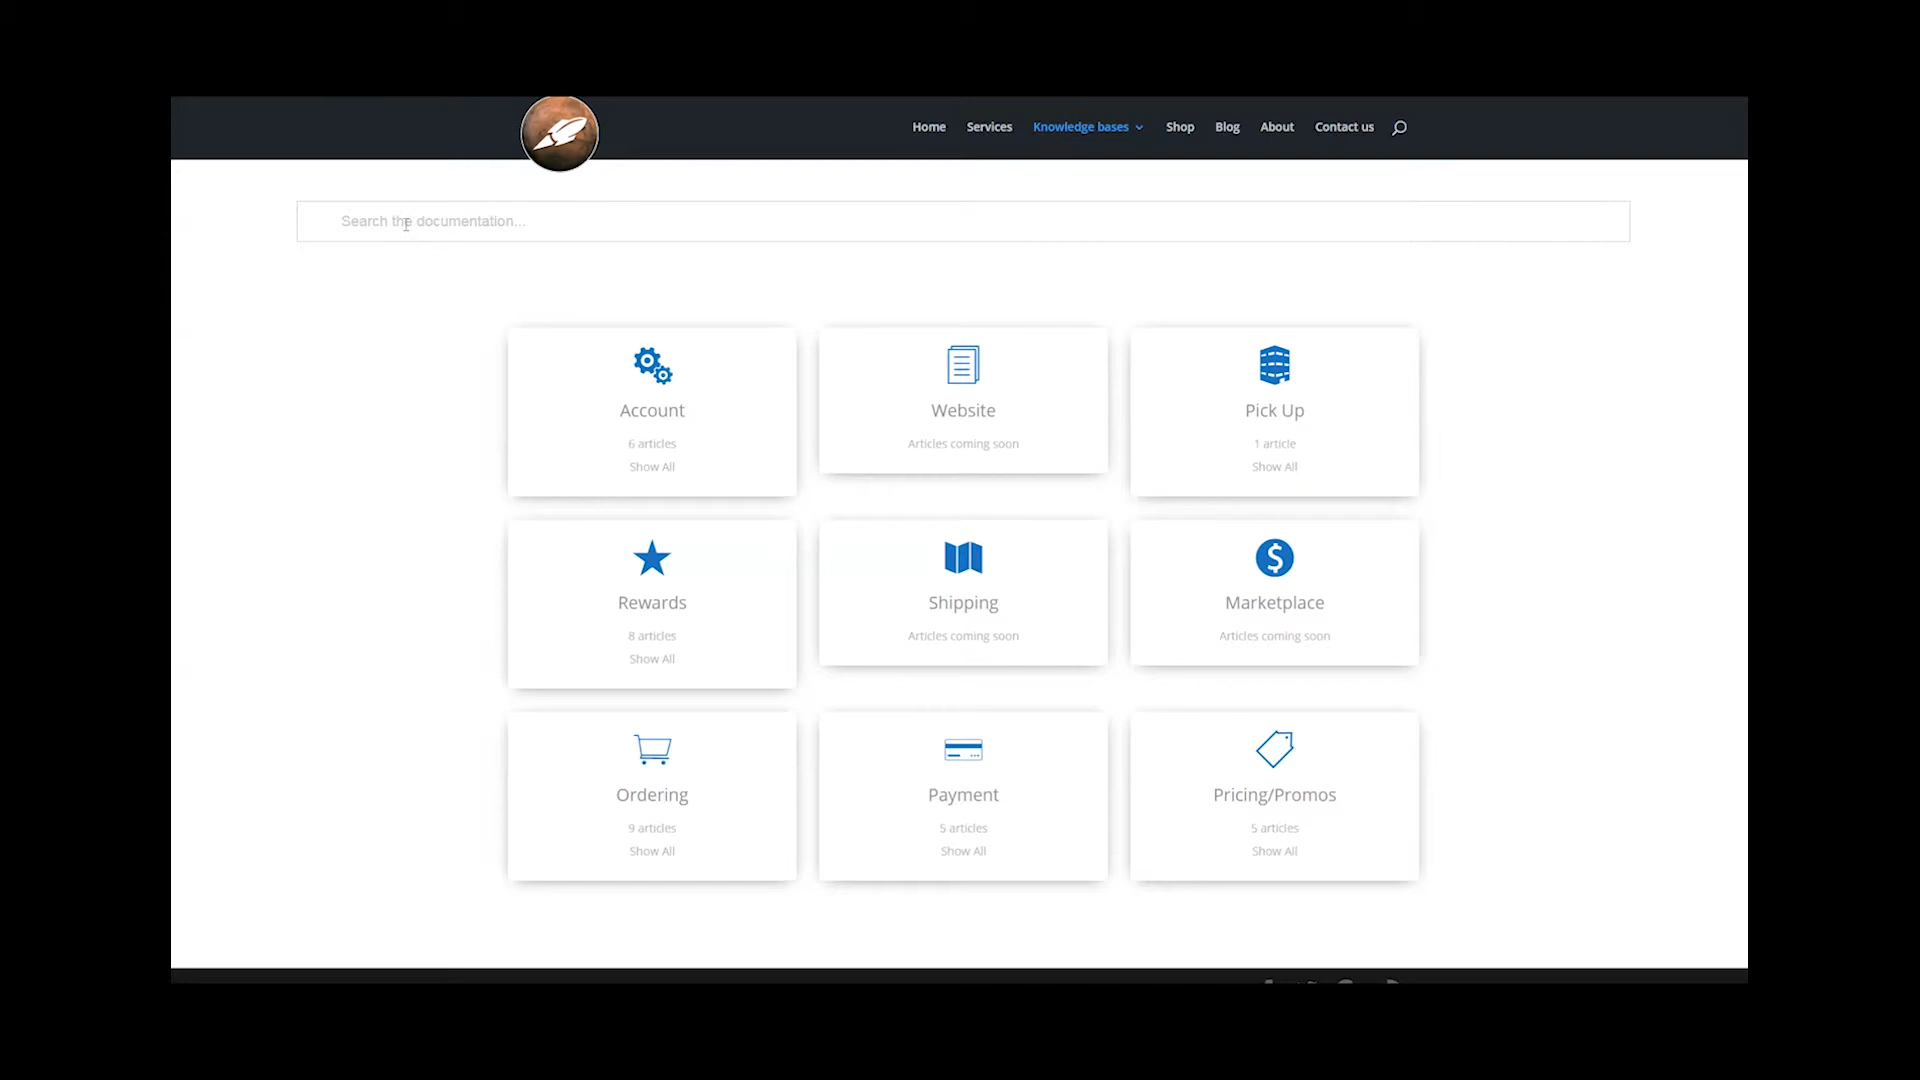 Home Services Knowledge bases Shop Blog About Contact us
Search the documentation...
Account
6 articles
Show All
Website
Articles coming soon
Pick Up
1 article
Show All
Rewards
8 articles
Show All
Shipping
Articles coming soon
Marketplace
Articles coming soon
Ordering
9 articles
Show All
Payment
5 articles
Show All
Pricing/Promos
5 articles
Show All